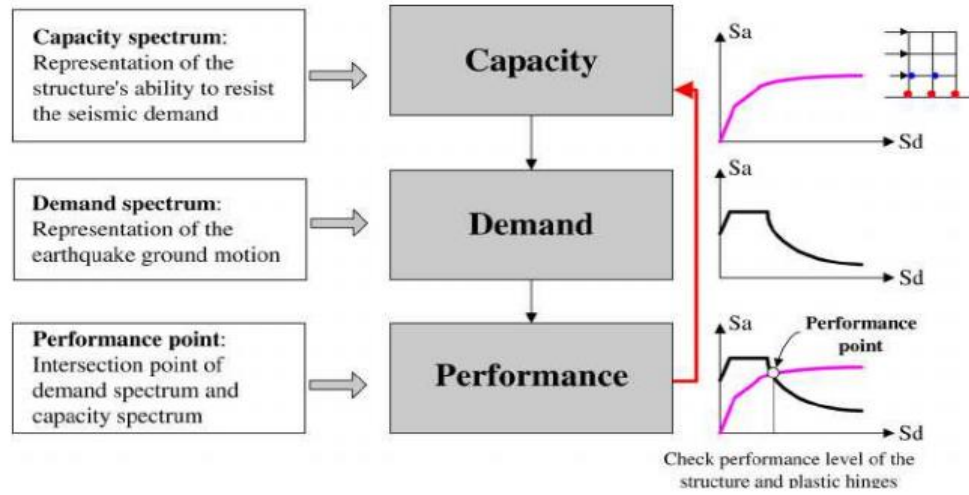 Capacity spectrum:
Representation of the
structure's ability to resist
the seismic demand
Capacity
Sa
Sd
Demand spectrum:
Representation of the
earthquake ground motion
Demand
Sa
Sd
Performance point:
Intersection point of
demand spectrum and
capacity spectrum
Performance
Sa
Performance
point
Sd
Check performance level of the
structure and plastic hinges